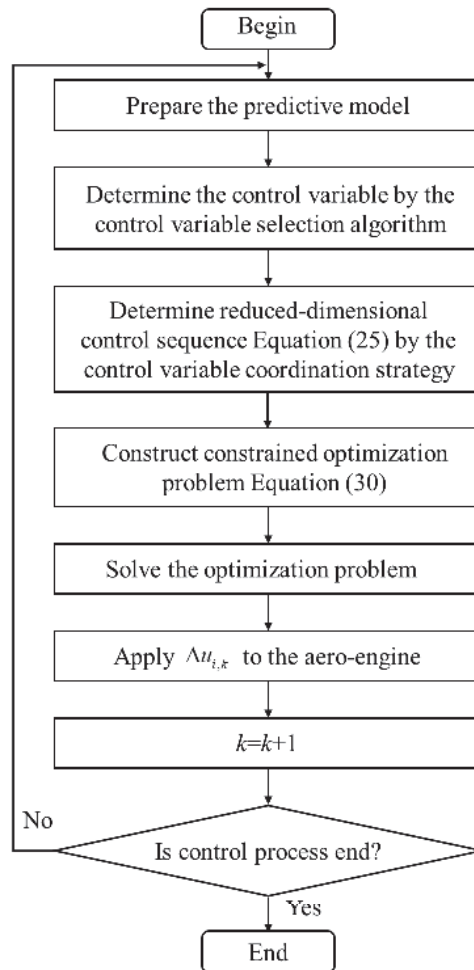 Begin
Prepare the predictive model
Determine the control variable by the
control variable selection algorithm
Determine reduced-dimensional
control sequence Equation (25) by the
control variable coordination strategy
Construct constrained optimization
problem Equation (30)
Solve the optimization problem
Apply Δu_{i,k} to the aero-engine
k=k+1
No
Is control process end?
Yes
End